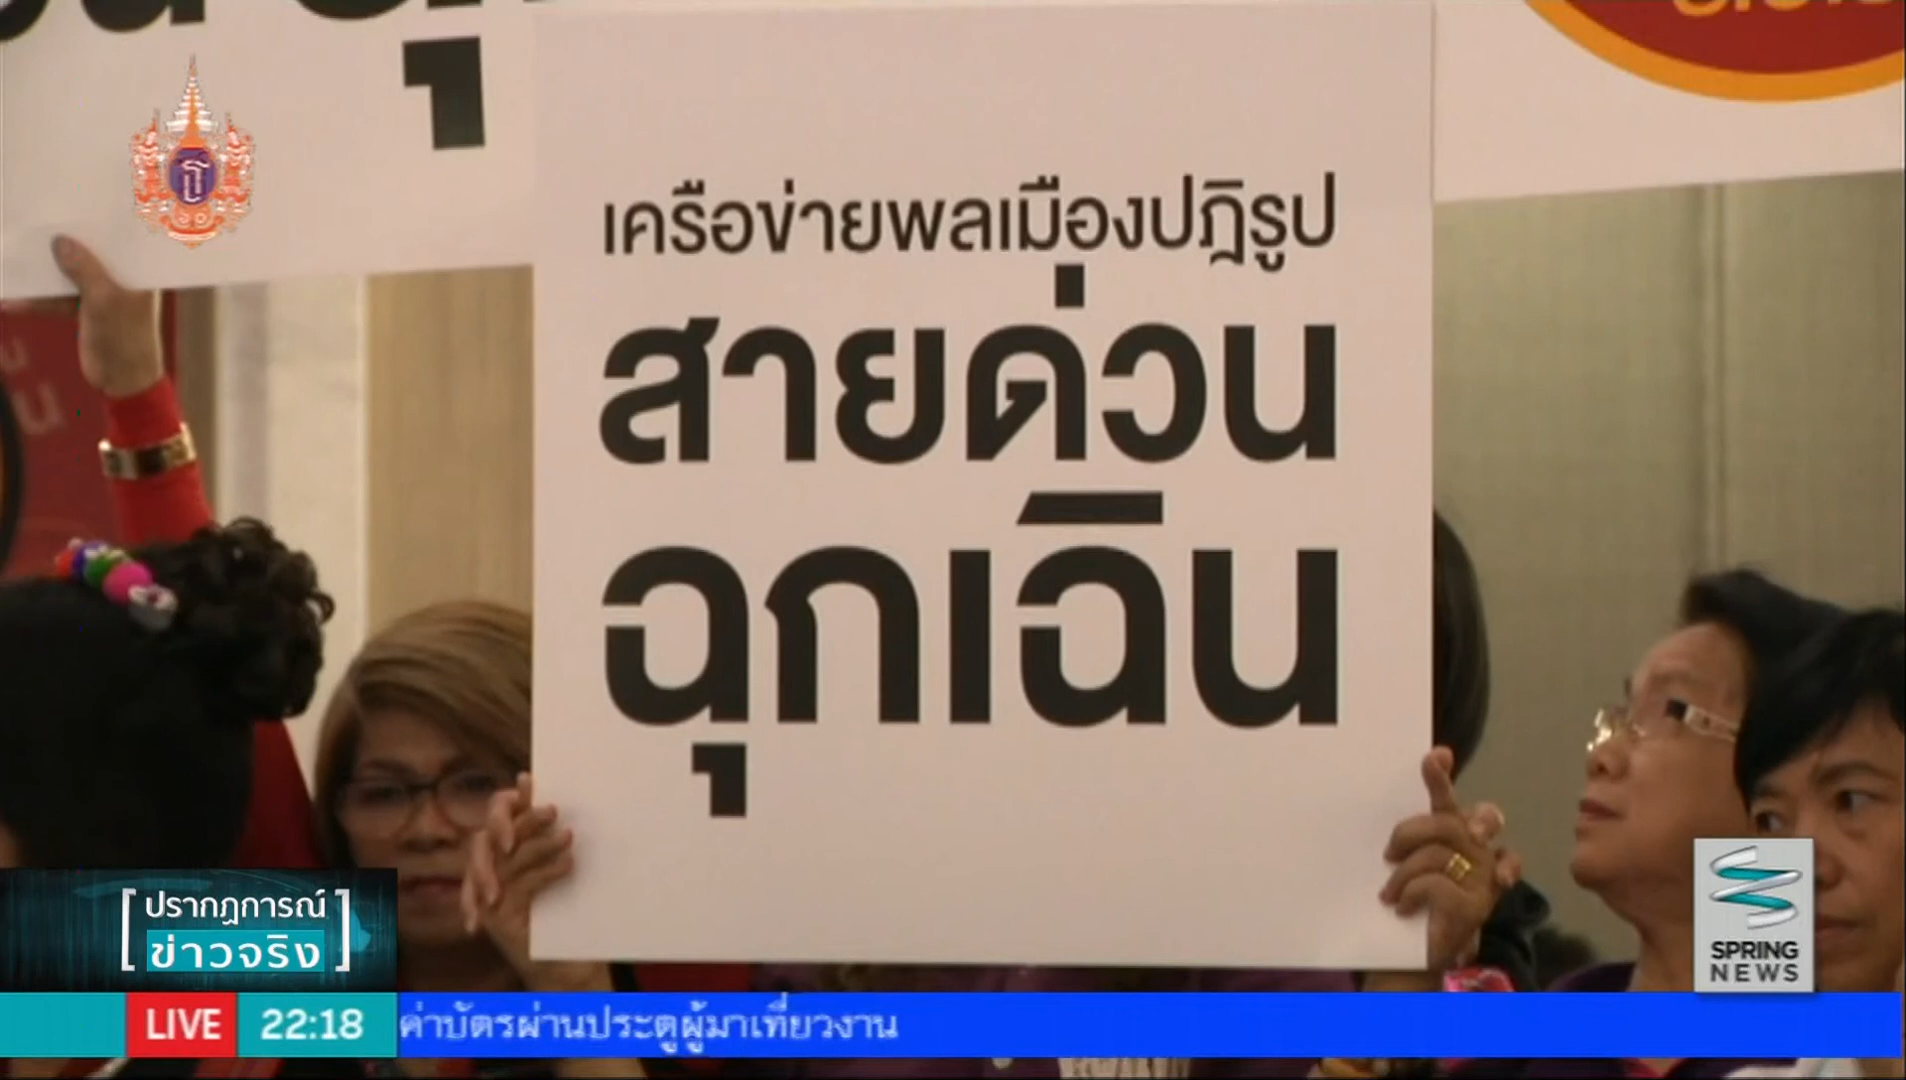 เครือข่ายพลเมืองปฎิรูป
สายด่วน
ฉุกเฉิน
[ปรากฏการณ์
ข่าวจริง]
SPRING
NEWS
LIVE 22:18 ค่าบัตรผ่านประตูผู้มาเที่ยวงาน